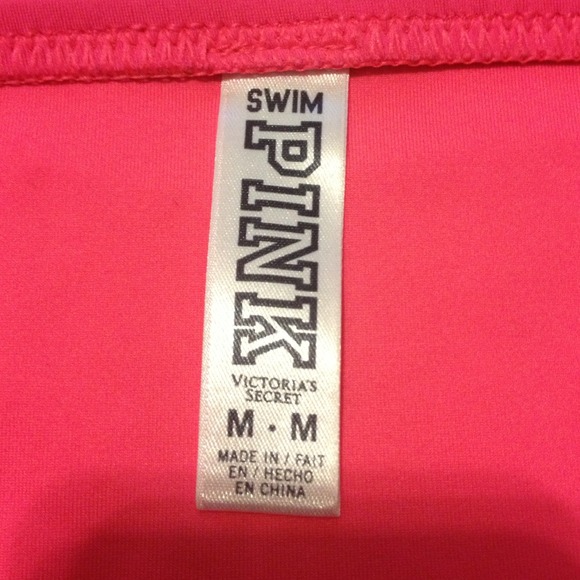 SWIM
PINK
VICTORIA'S
SECRET
M • M
MADE IN / FAIT
EN / HECHO
EN CHINA